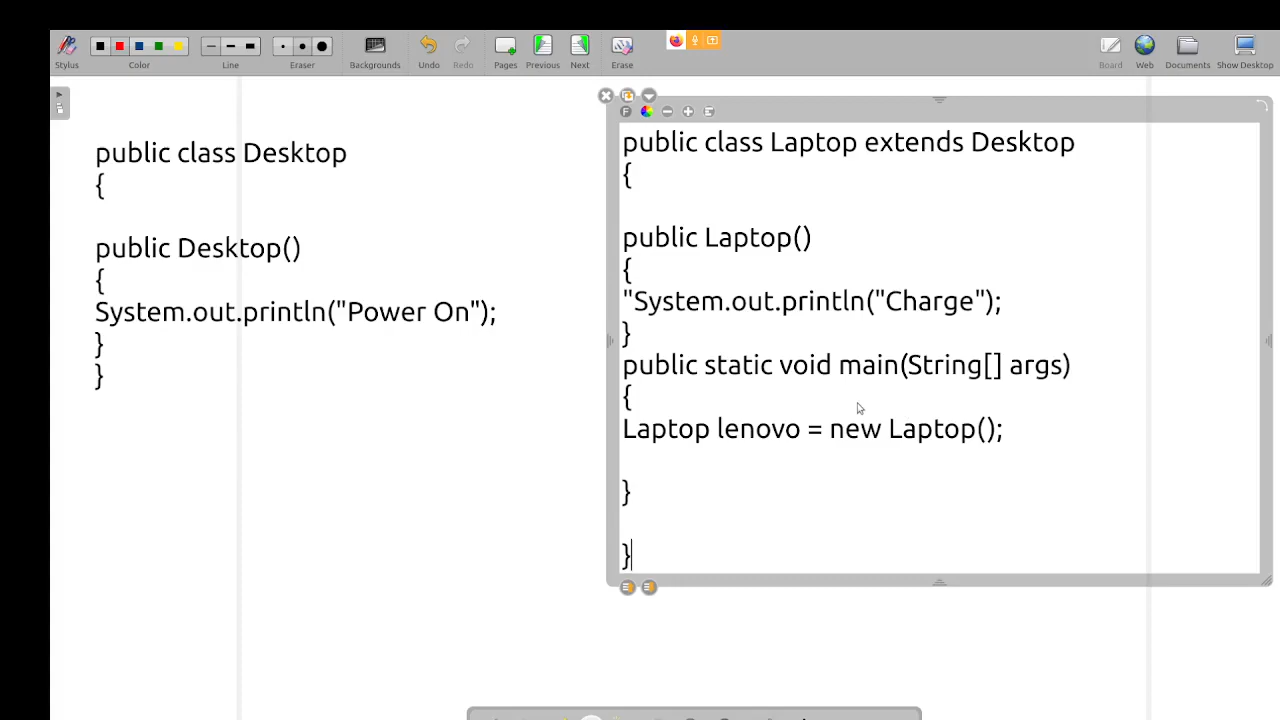 Stylus
Color
Line
Eraser
Backgrounds
Undo
Redo
Pages
Previous
Next
Erase
Board
Web
Documents
Show Desktop
public class Desktop
{
public Desktop()
{
System.out.println("Power On");
}
}
F
public class Laptop extends Desktop
{
public Laptop()
{
"System.out.println("Charge");
}
public static void main(String[] args)
{
Laptop lenovo = new Laptop();
}
}